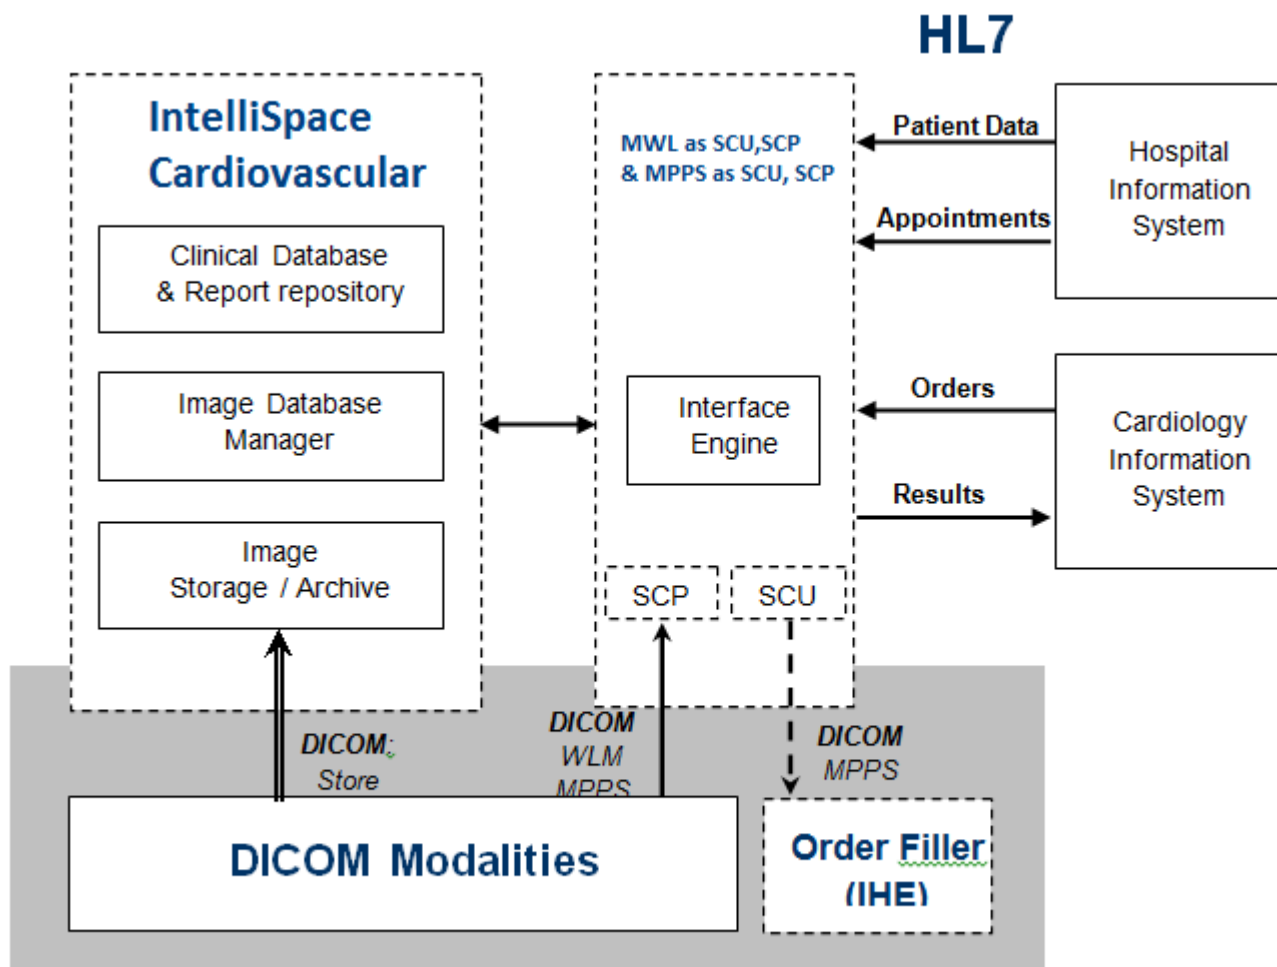 HL7
IntelliSpace
Cardiovascular
Clinical Database
& Report repository
Image Database
Manager
Image
Storage / Archive
MWL as SCU,SCP
& MPPS as SCU, SCP
Interface
Engine
SCP
SCU
Patient Data
Appointments
Orders
Results
Hospital
Information
System
Cardiology
Information
System
DICOM:
Store
DICOM
WLM
MPPS
DICOM
MPPS
DICOM Modalities
Order Filler
(IHE)